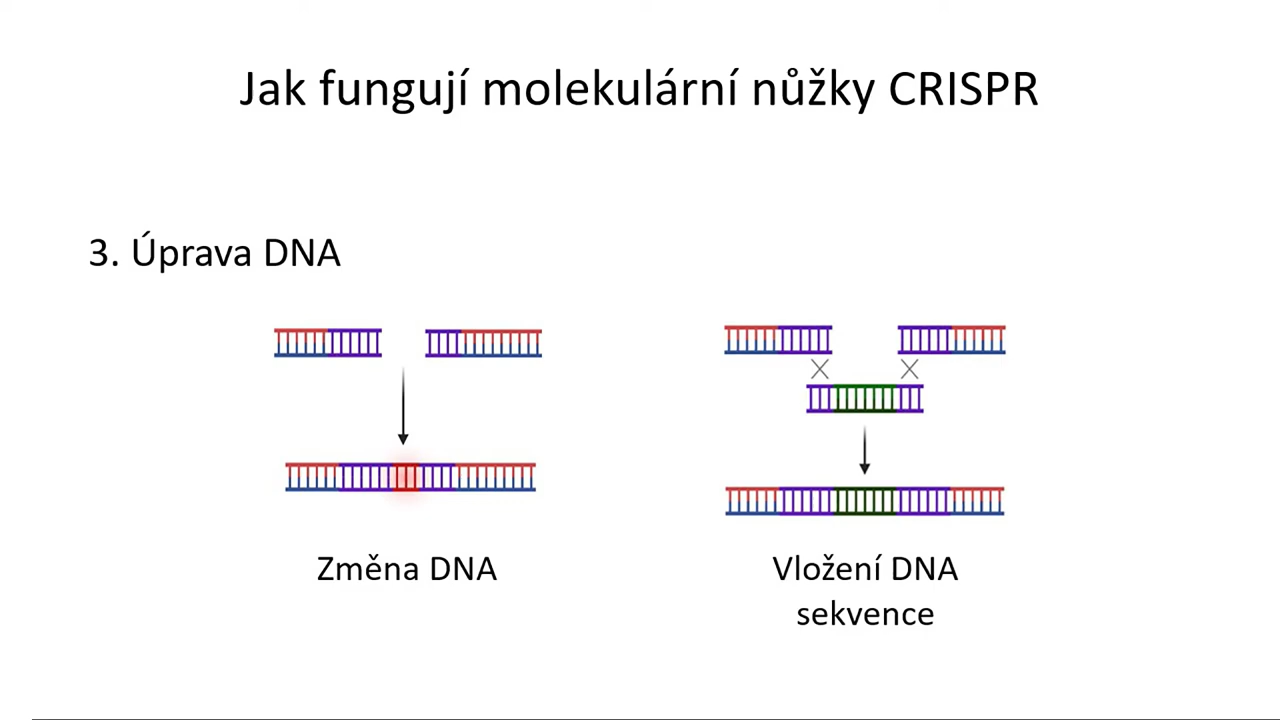 Jak fungují molekulární nůžky CRISPR
3. Úprava DNA
Změna DNA
Vložení DNA
sekvence